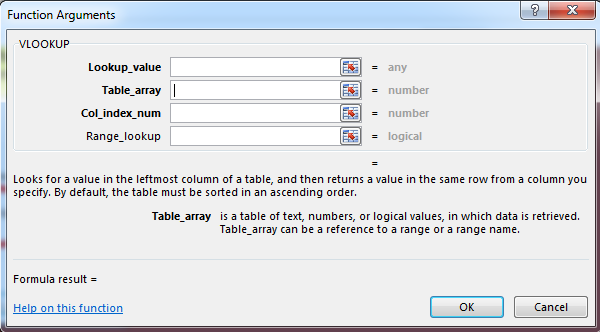 Function Arguments
VLOOKUP
Lookup_value = any
Table_array = number
Col_index_num = number
Range_lookup = logical
=
Looks for a value in the leftmost column of a table, and then returns a value in the same row from a column you
specify. By default, the table must be sorted in an ascending order.
Table_array is a table of text, numbers, or logical values, in which data is retrieved.
Table_array can be a reference to a range or a range name.
Formula result =
Help on this function
OK
Cancel